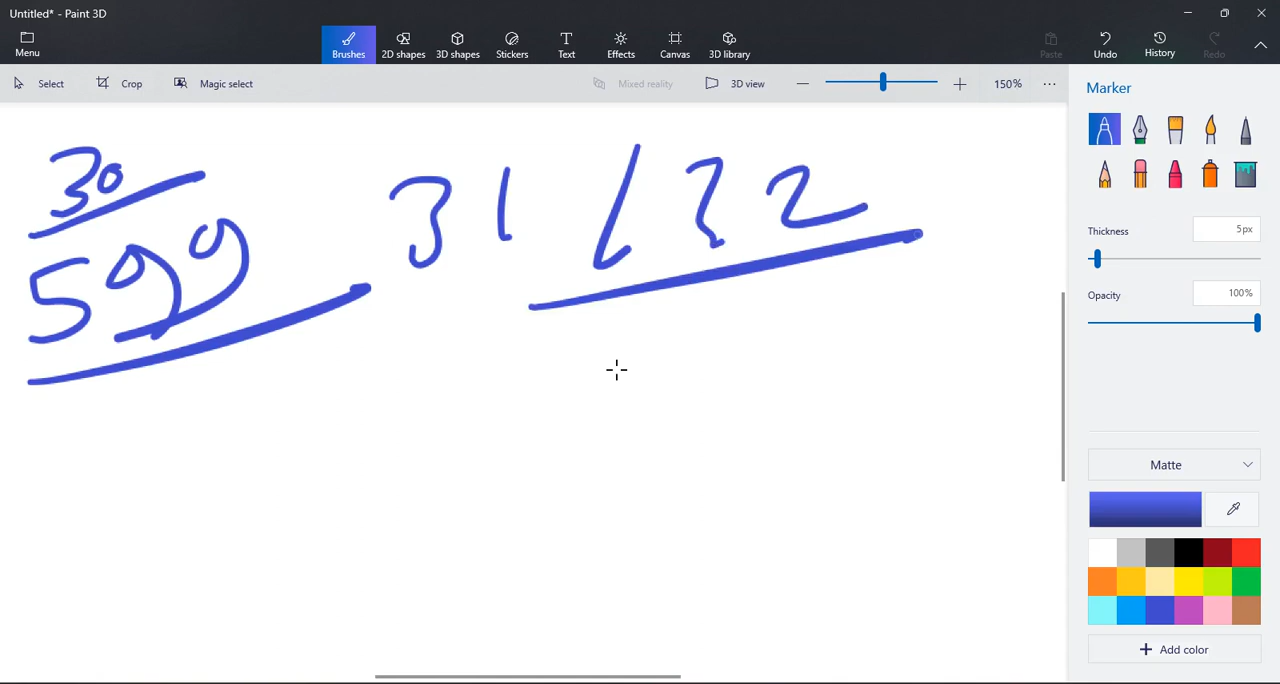 Untitled* - Paint 3D
Menu
Brushes 2D shapes 3D shapes Stickers Text Effects Canvas 3D library Paste Undo History Redo
Select Crop Magic select Mixed reality 3D view 150% ...
Marker
Thickness 5px
Opacity 100%
Matte
Add color
30
599 31